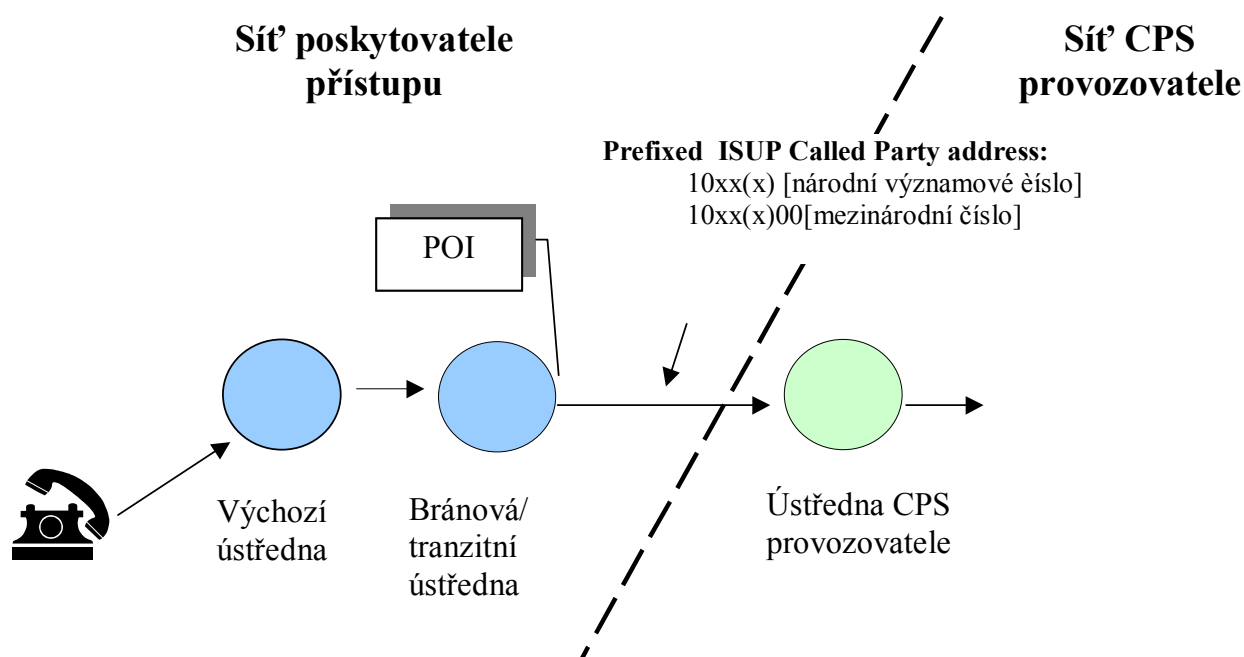 Síť poskytovatele
přístupu
Síť CPS
provozovatele
Prefixed ISUP Called Party address:
10xx(x) [národní významové èíslo]
10xx(x)00[mezinárodní číslo]
POI
Výchozí
ústředna
Bránová/
tranzitní
ústředna
Ústředna CPS
provozovatele